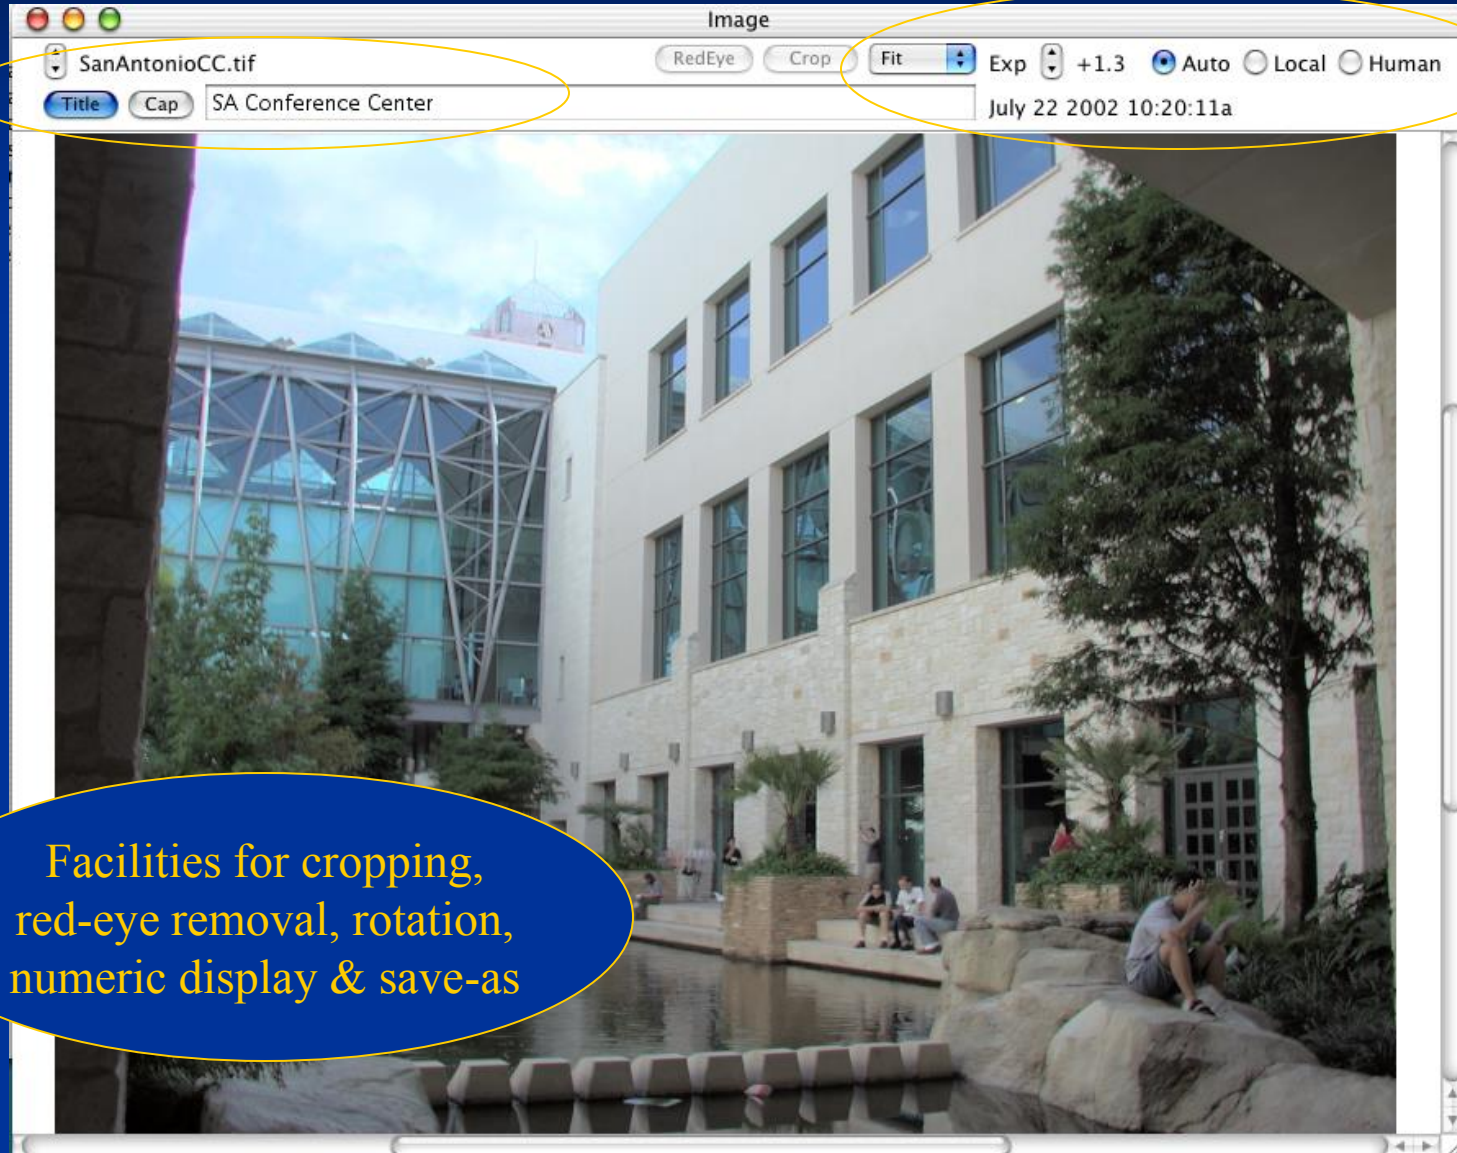 Image
SanAntonioCC.tif RedEye Crop Fit Exp +1.3 Auto Local Human
Title Cap SA Conference Center July 22 2002 10:20:11a
Facilities for cropping,
red-eye removal, rotation,
numeric display & save-as